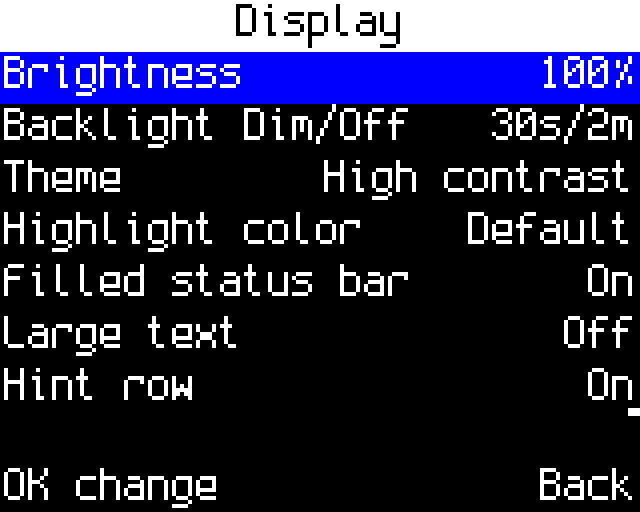 Display
Brightness 100%
Backlight Dim/Off 30s/2m
Theme High contrast
Highlight color Default
Filled status bar On
Large text Off
Hint row On
OK change Back